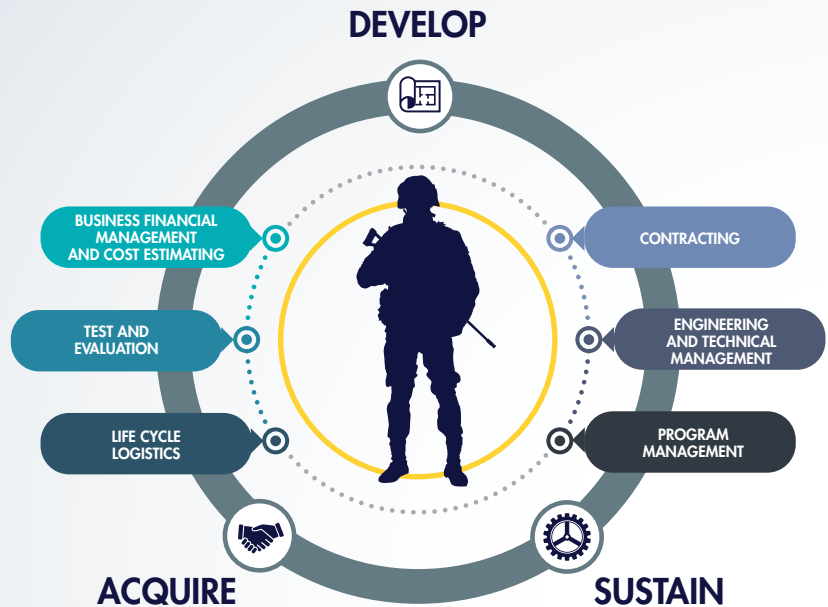 DEVELOP
BUSINESS FINANCIAL
MANAGEMENT
AND COST ESTIMATING
CONTRACTING
TEST AND
EVALUATION
ENGINEERING
AND TECHNICAL
MANAGEMENT
LIFE CYCLE
LOGISTICS
PROGRAM
MANAGEMENT
ACQUIRE
SUSTAIN